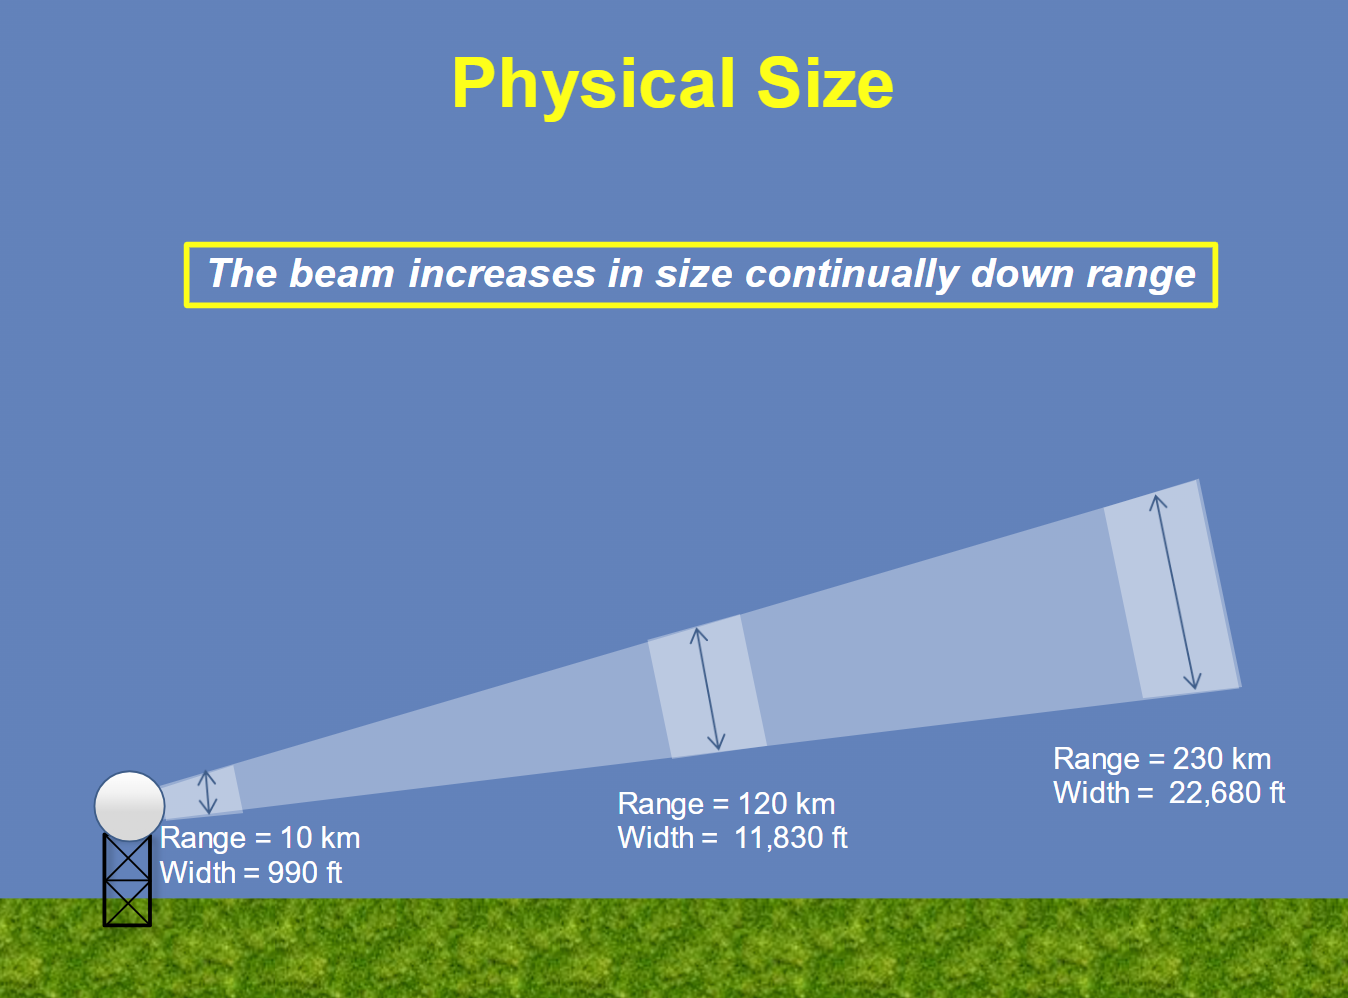 Physical Size
The beam increases in size continually down range
Range = 230 km
Width = 22,680 ft
Range = 120 km
Width = 11,830 ft
Range = 10 km
Width = 990 ft